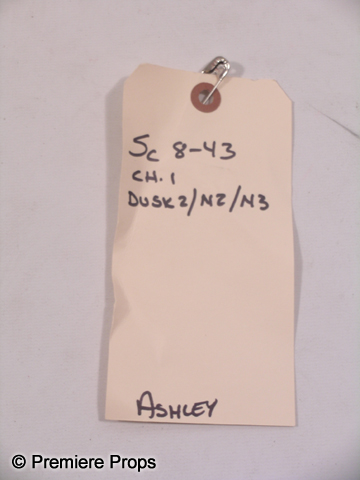 Sc 8-43
CH. 1
DUSK2/N2/N3
ASHLEY
© Premiere Props